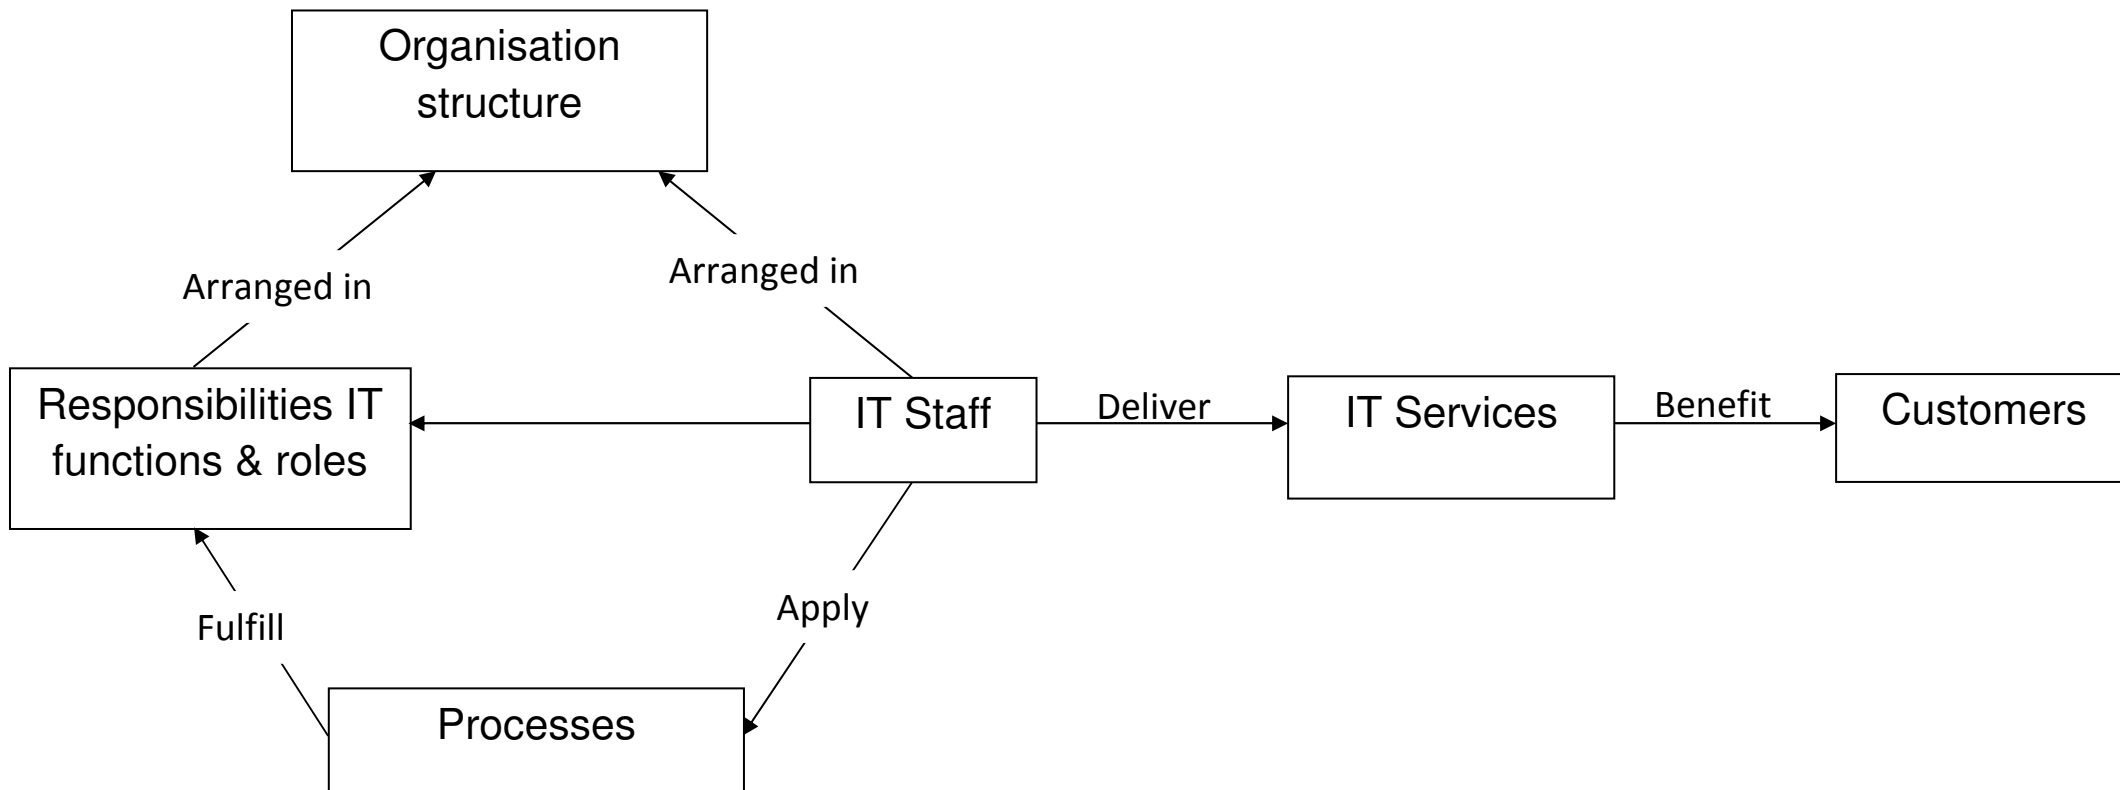 Organisation
structure
Arranged in
Arranged in
Responsibilities IT
functions & roles
IT Staff
Deliver
IT Services
Benefit
Customers
Fulfill
Apply
Processes